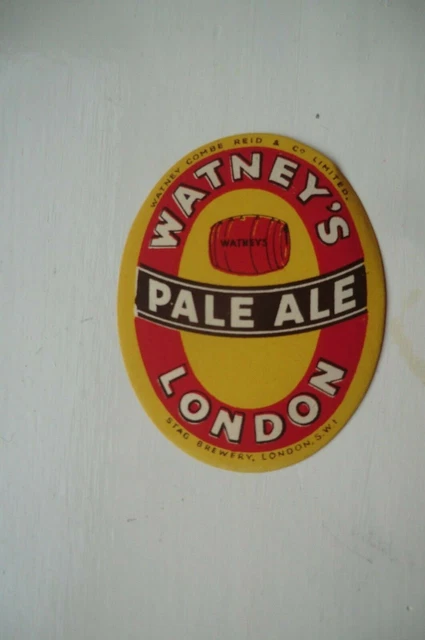 WATNEY COMBE REID & Co LIMITED.
WATNEY'S
WATNEYS
PALE ALE
LONDON
STAG BREWERY, LONDON, S.W.1